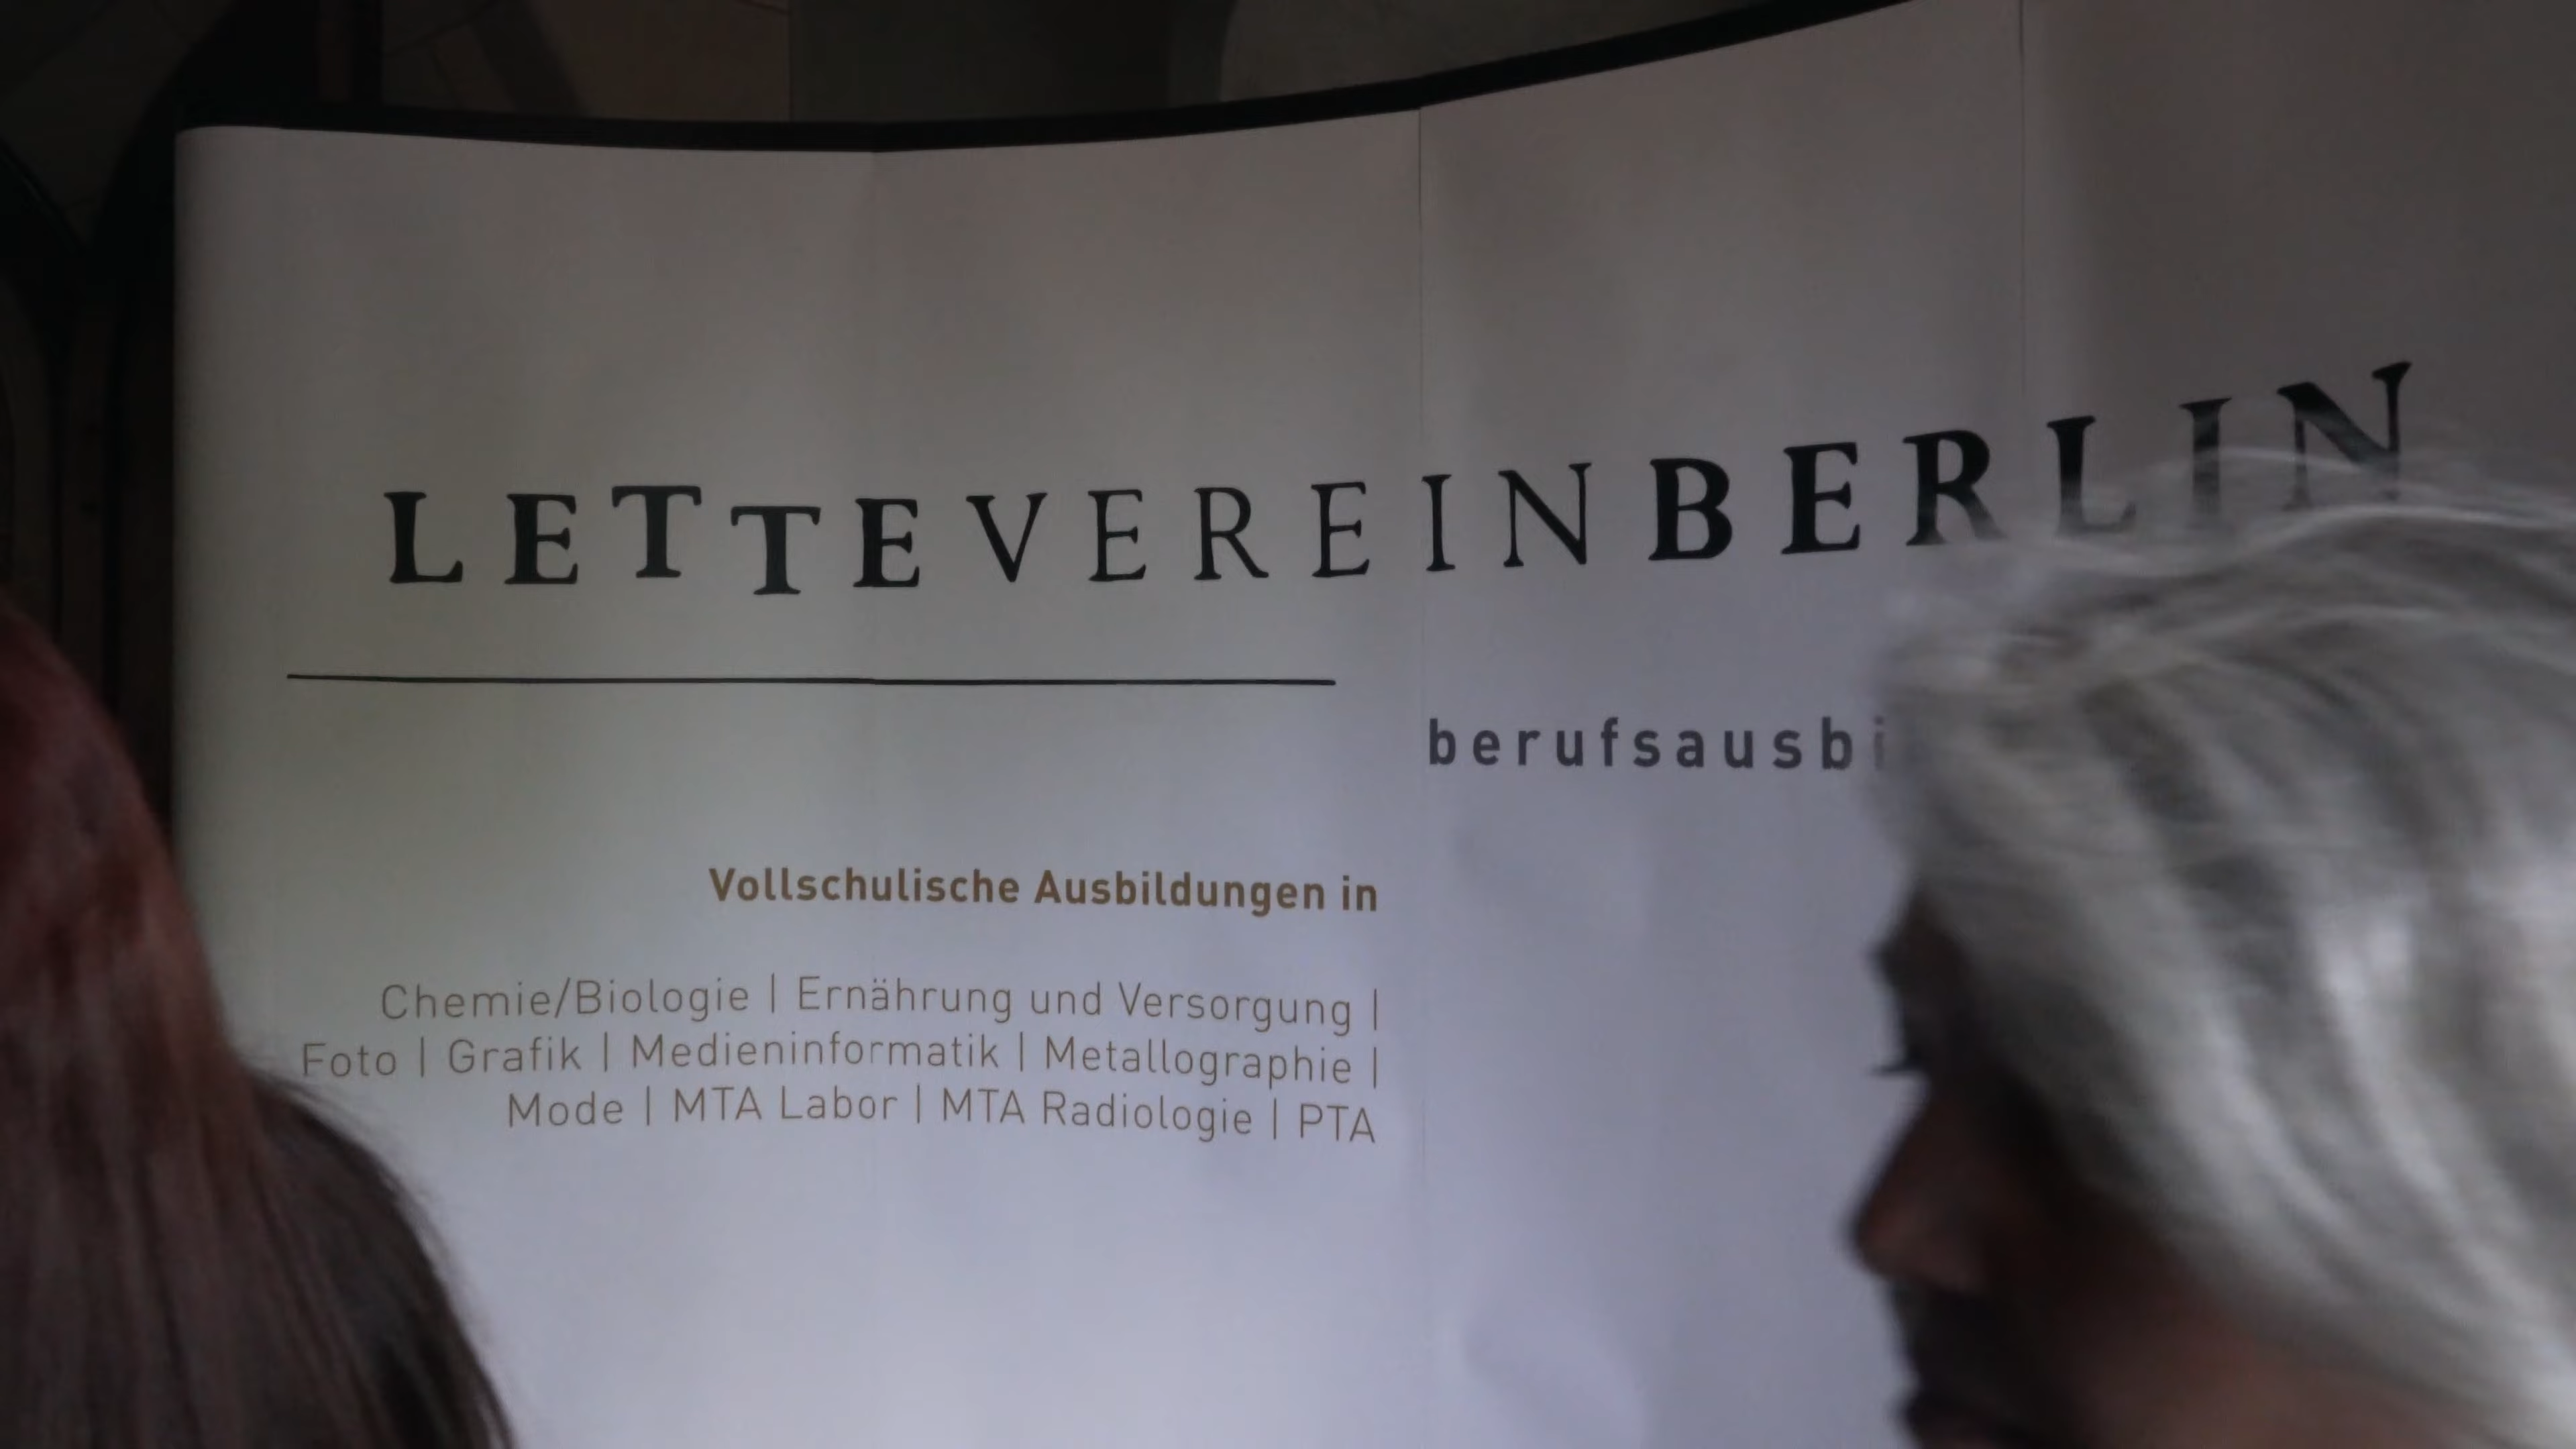 LETTEVEREINBERLIN
Vollschulische Ausbildungen in
Chemie/Biologie | Ernährung und Versorgung |
Foto | Grafik | Medieninformatik | Metallographie |
Mode | MTA Labor | MTA Radiologie | PTA